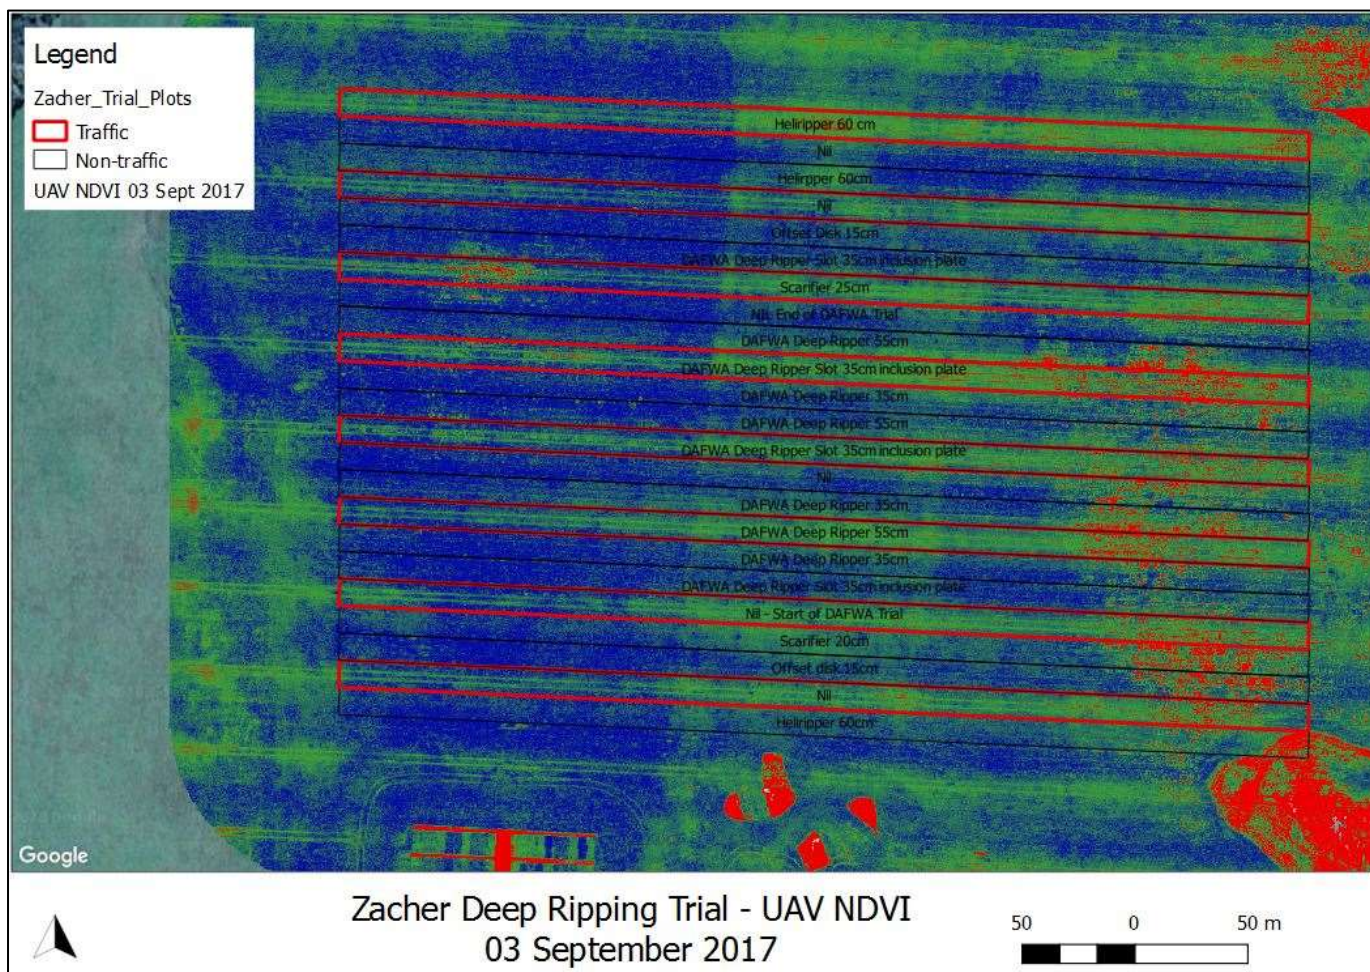 Legend
Zacher_Trial_Plots
Traffic
Non-traffic
UAV NDVI 03 Sept 2017
Heliripper 60 cm
Nil
Helirpper 60cm
Nil
Offset Disk 15cm
DAFWA Deep Ripper Slot 35cm inclusion plate
Scarifier 25cm
Nil. End of DAFWA Trial
DAFWA Deep Ripper 55cm
DAFWA Deep Ripper Slot 35cm inclusion plate
DAFWA Deep Ripper 35cm
DAFWA Deep Ripper 55cm
DAFWA Deep Ripper Slot 35cm inclusion plate
Nil
DAFWA Deep Ripper 35cm
DAFWA Deep Ripper 55cm
DAFWA Deep Ripper 35cm
DAFWA Deep Ripper Slot 35cm inclusion plate
Nil - Start of DAFWA Trial
Scarifier 20cm
Offset disk 15cm
Nil
Heliripper 60cm
Google
Zacher Deep Ripping Trial - UAV NDVI
03 September 2017
50 0 50 m